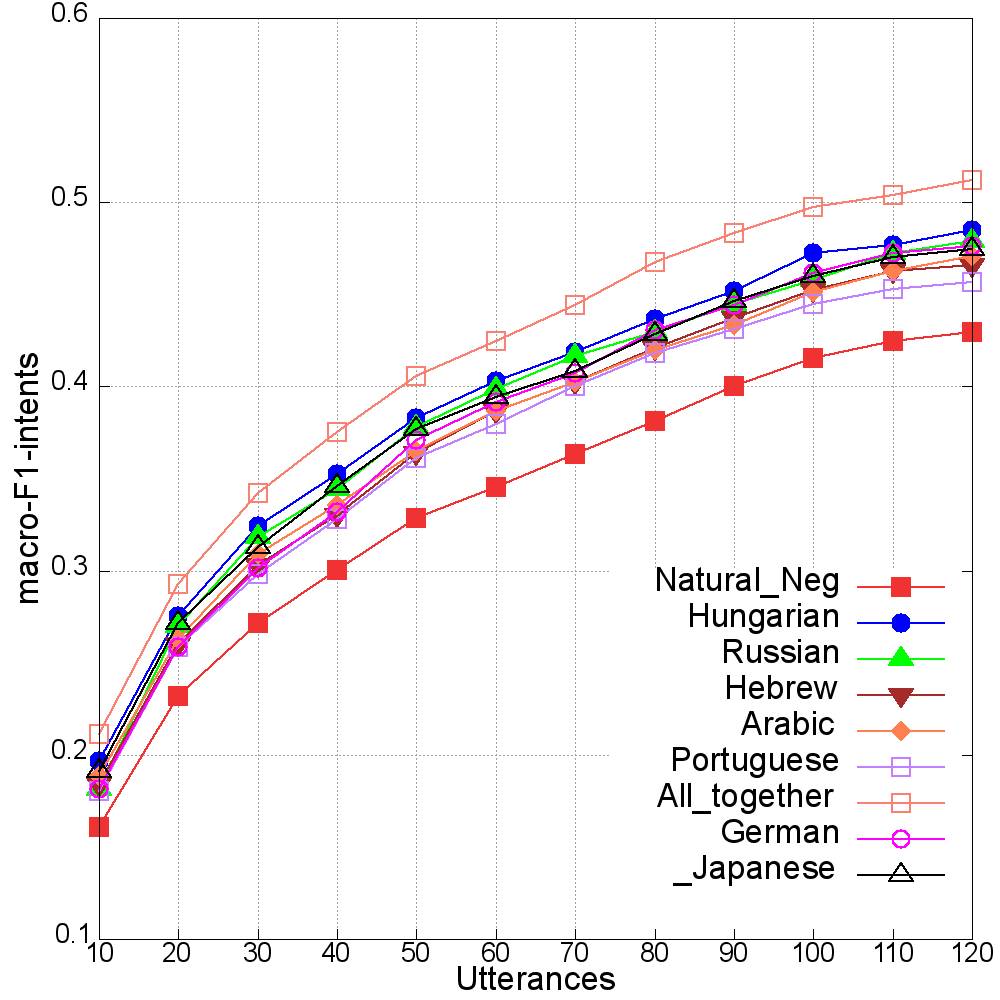 0.6
0.5
0.4
0.3
0.2
0.1
macro-F1-intents
Natural_Neg
Hungarian
Russian
Hebrew
Arabic
Portuguese
All_together
German
_Japanese
10 20 30 40 50 60 70 80 90 100 110 120
Utterances